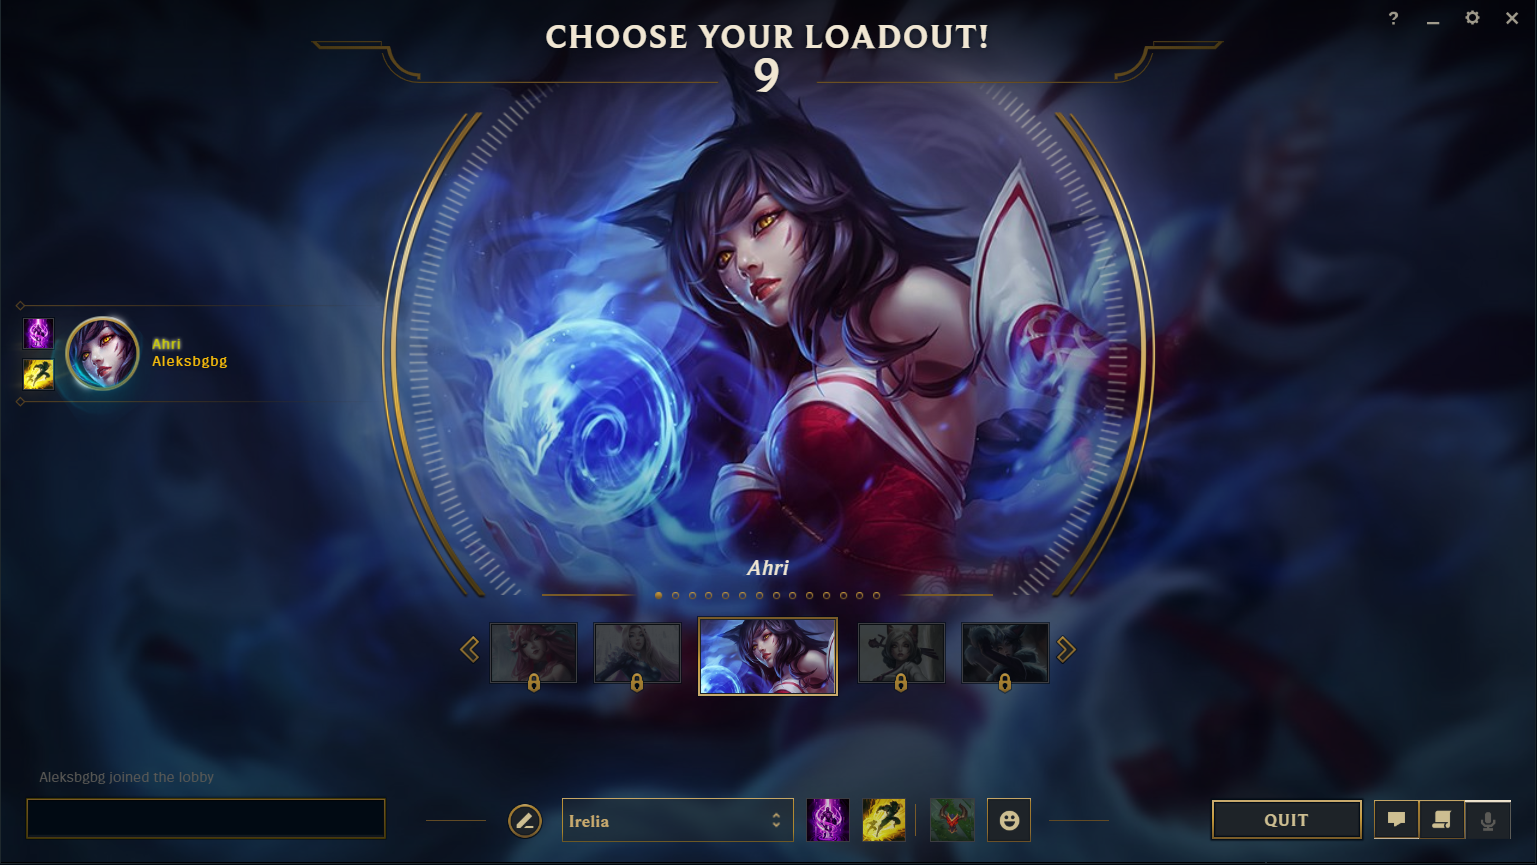 ?
CHOOSE YOUR LOADOUT!
9
Ahri
Aleksbgbg
Ahri
Aleksbgbg joined the lobby
Irelia
QUIT